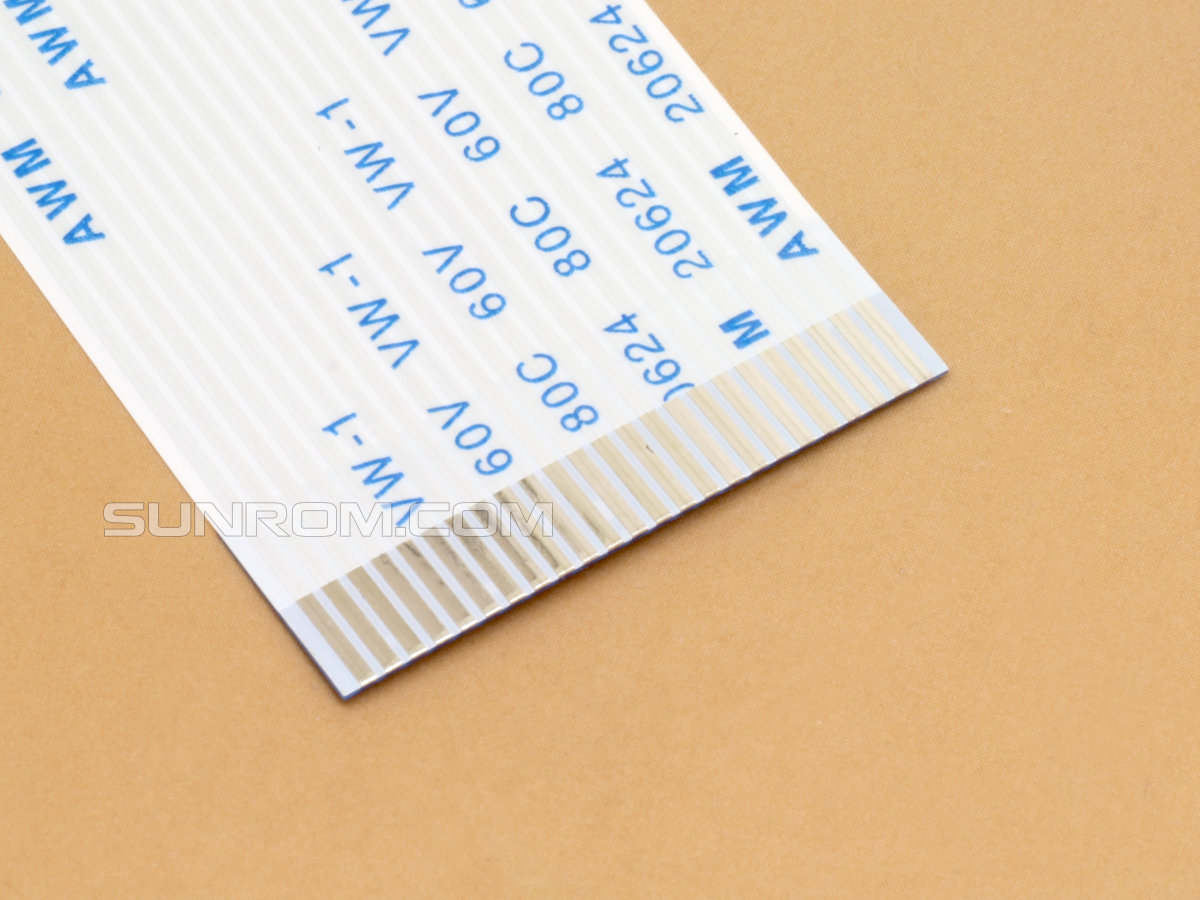 AWM 20624
M 20624 80C
0624 80C 60V VW
80C 60V VW-1
60V VW-1
VW-1
AWM
AWM
SUNROM.COM